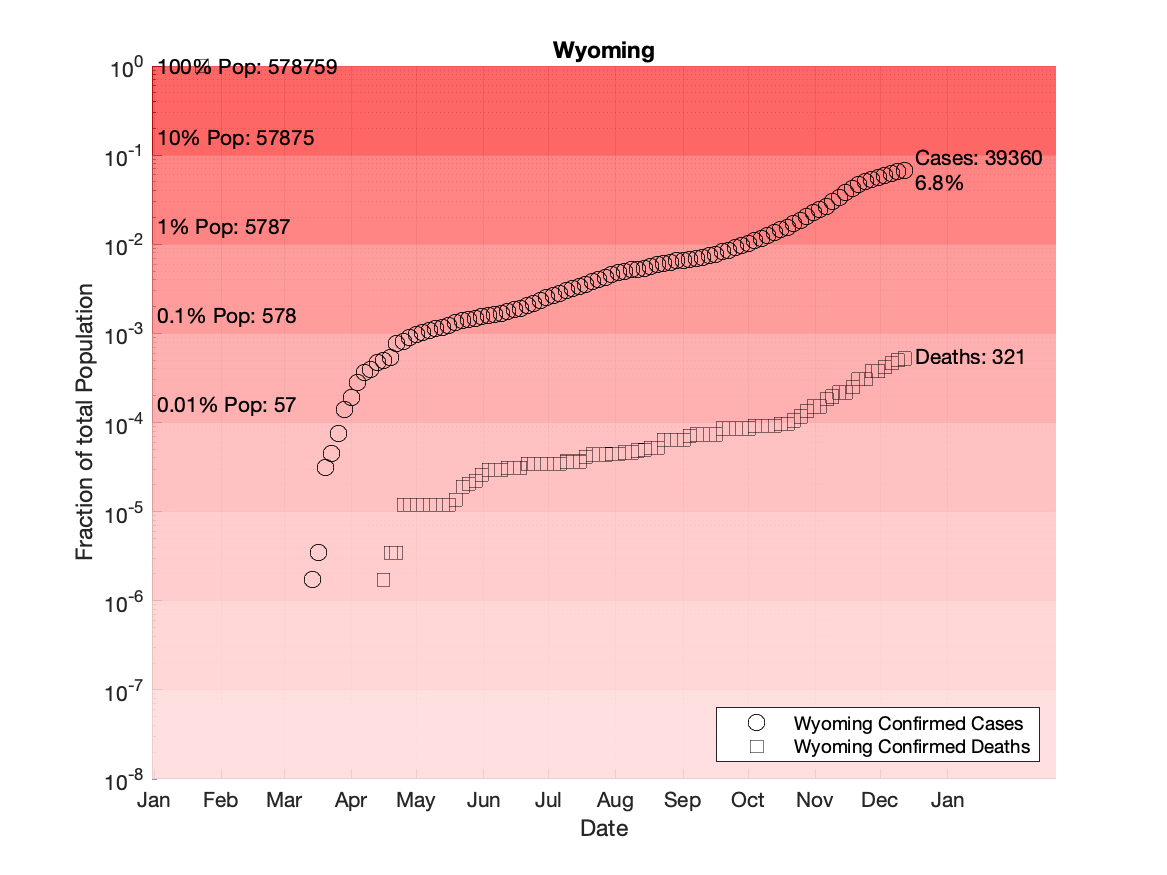 Wyoming
10^0
100% Pop: 578759
10% Pop: 57875
10^-1
Cases: 39360
6.8%
1% Pop: 5787
10^-2
0.1% Pop: 578
10^-3
Deaths: 321
0.01% Pop: 57
10^-4
10^-5
10^-6
10^-7
10^-8
Fraction of total Population
Wyoming Confirmed Cases
Wyoming Confirmed Deaths
Jan Feb Mar Apr May Jun Jul Aug Sep Oct Nov Dec Jan
Date